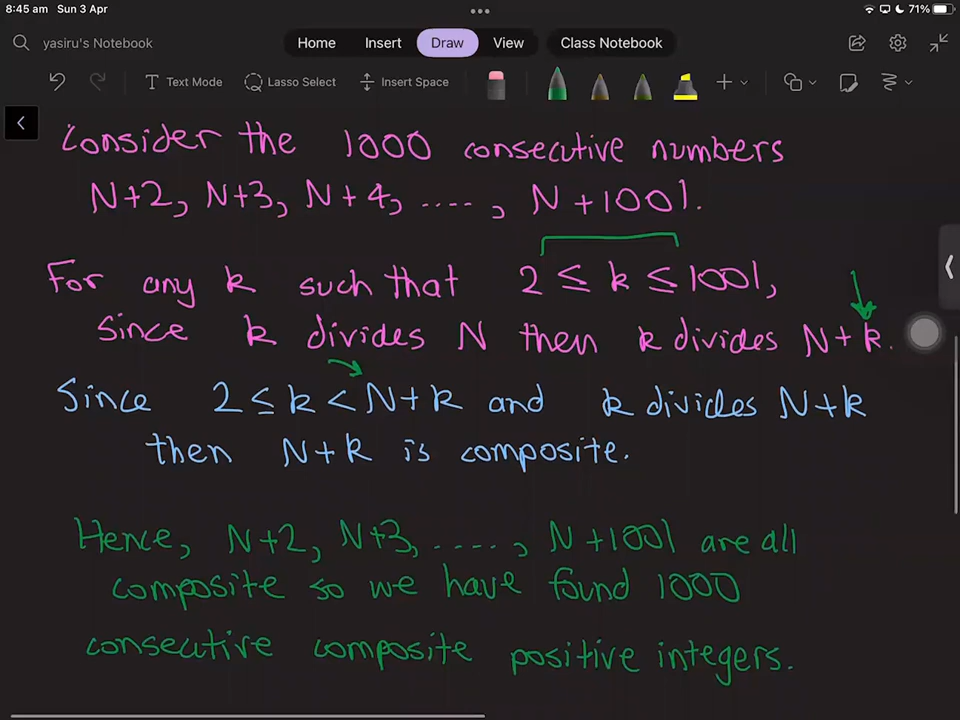 8:45 am Sun 3 Apr
71%
yasiru's Notebook
Home Insert Draw View Class Notebook
Text Mode Lasso Select Insert Space
Consider the 1000 consecutive numbers
N+2, N+3, N+4, ...., N+1001.
For any k such that 2 ≤ k ≤ 1001,
since k divides N then k divides N+k.
Since 2 ≤ k < N+k and k divides N+k
then N+k is composite.
Hence, N+2, N+3, ...., N+1001 are all
composite so we have found 1000
consecutive composite positive integers.